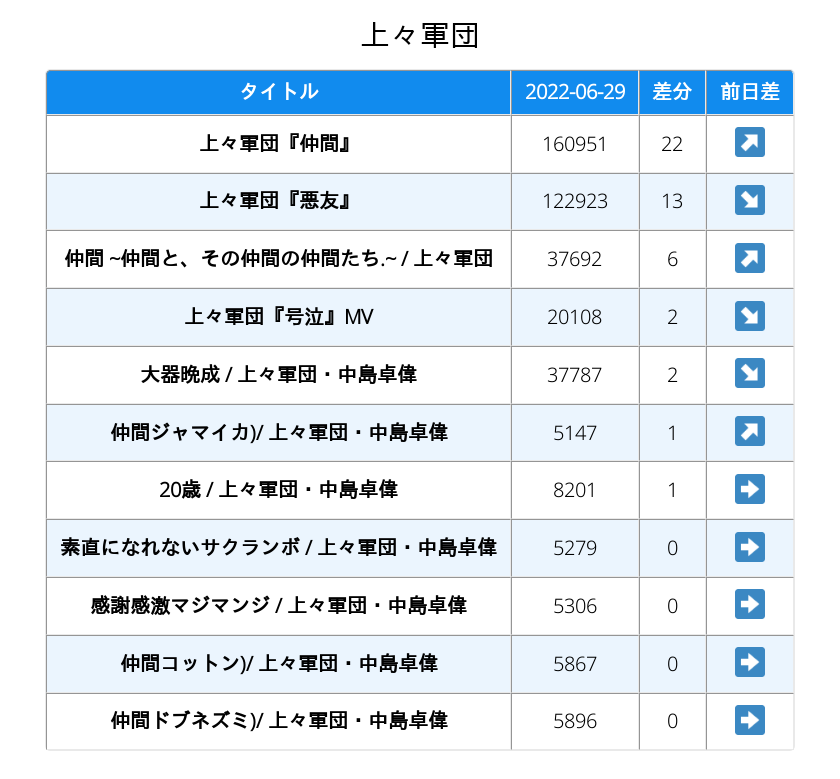 上々軍団
タイトル 2022-06-29 差分 前日差
上々軍団『仲間』 160951 22
上々軍団『悪友』 122923 13
仲間 ~仲間と、その仲間の仲間たち.~ / 上々軍団 37692 6
上々軍団『号泣』MV 20108 2
大器晩成 / 上々軍団・中島卓偉 37787 2
仲間ジャマイカ)/ 上々軍団・中島卓偉 5147 1
20歳 / 上々軍団・中島卓偉 8201 1
素直になれないサクランボ / 上々軍団・中島卓偉 5279 0
感謝感激マジマンジ / 上々軍団・中島卓偉 5306 0
仲間コットン)/ 上々軍団・中島卓偉 5867 0
仲間ドブネズミ)/ 上々軍団・中島卓偉 5896 0